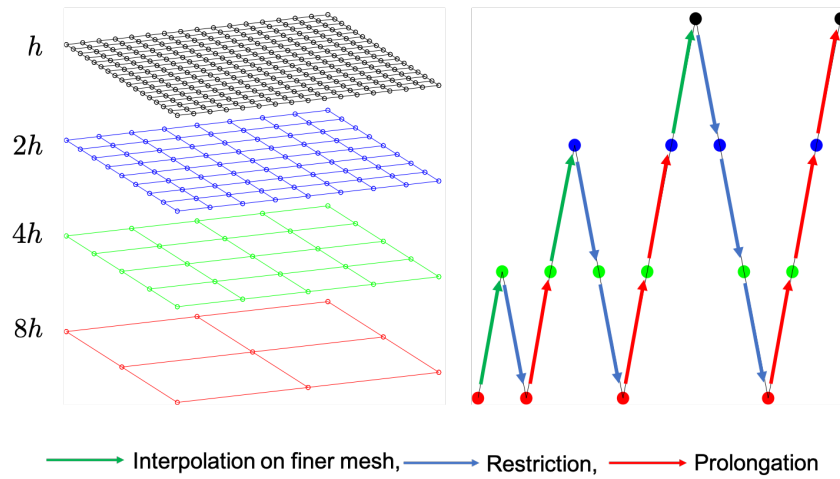 h
2h
4h
8h
Interpolation on finer mesh, Restriction, Prolongation